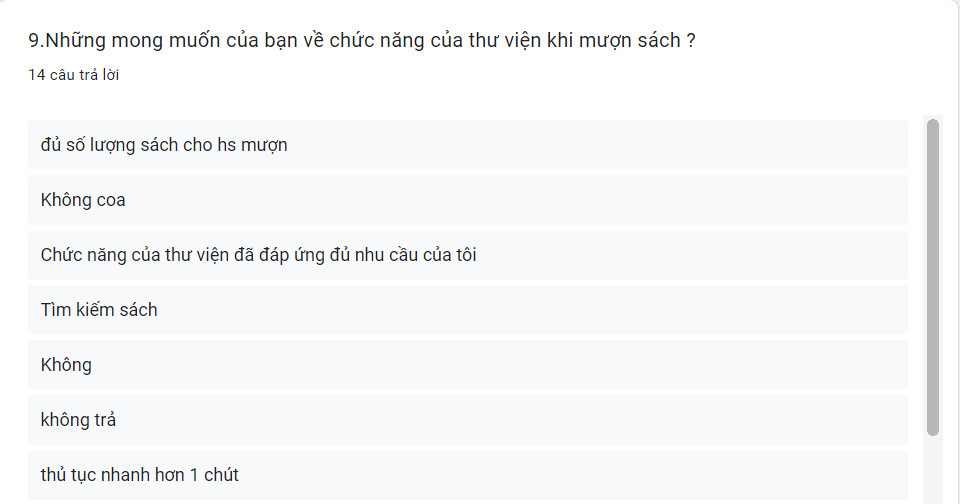 9.Những mong muốn của bạn về chức năng của thư viện khi mượn sách ?
14 câu trả lời
đủ số lượng sách cho hs mượn
Không coa
Chức năng của thư viện đã đáp ứng đủ nhu cầu của tôi
Tìm kiếm sách
Không
không trả
thủ tục nhanh hơn 1 chút